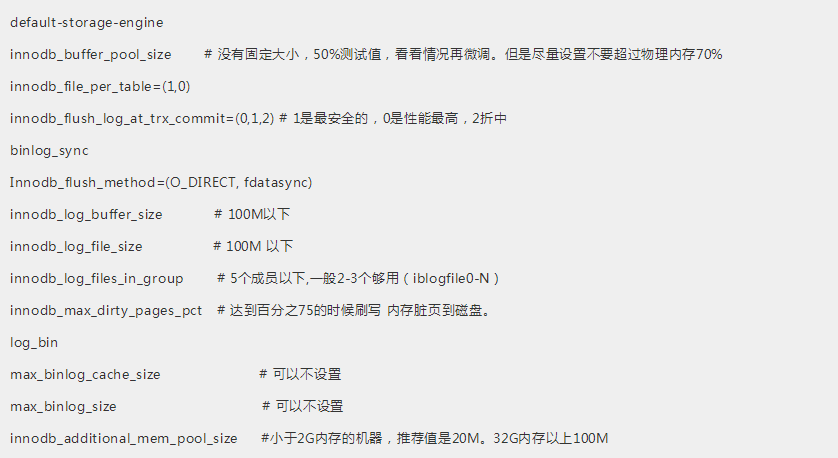 default-storage-engine
innodb_buffer_pool_size # 没有固定大小，50%测试值，看看情况再微调。但是尽量设置不要超过物理内存70%
innodb_file_per_table=(1,0)
innodb_flush_log_at_trx_commit=(0,1,2) # 1是最安全的，0是性能最高，2折中
binlog_sync
Innodb_flush_method=(O_DIRECT, fdatasync)
innodb_log_buffer_size # 100M以下
innodb_log_file_size # 100M 以下
innodb_log_files_in_group # 5个成员以下,一般2-3个够用（iblogfile0-N）
innodb_max_dirty_pages_pct # 达到百分之75的时候刷写 内存脏页到磁盘。
log_bin
max_binlog_cache_size # 可以不设置
max_binlog_size # 可以不设置
innodb_additional_mem_pool_size #小于2G内存的机器，推荐值是20M。32G内存以上100M